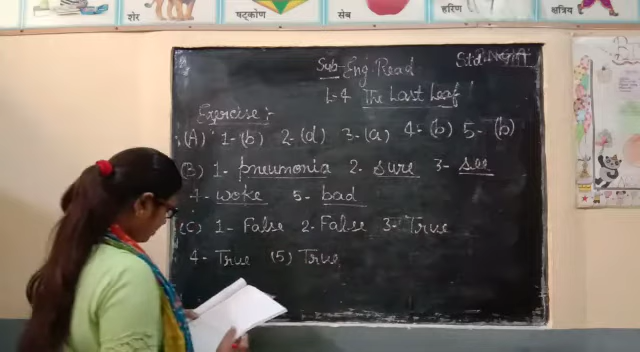 शेर षट्कोण सेब हरिण क्षत्रिय
Sub-Eng. Read Std.
L-4 The Last Leaf
Exercise:-
(A) 1-(b) 2-(d) 3-(a) 4-(b) 5-(b)
(B) 1. pneumonia 2. sure 3- see
4- woke 5- bad
(C) 1- False 2- False 3- True
4- True (5) True